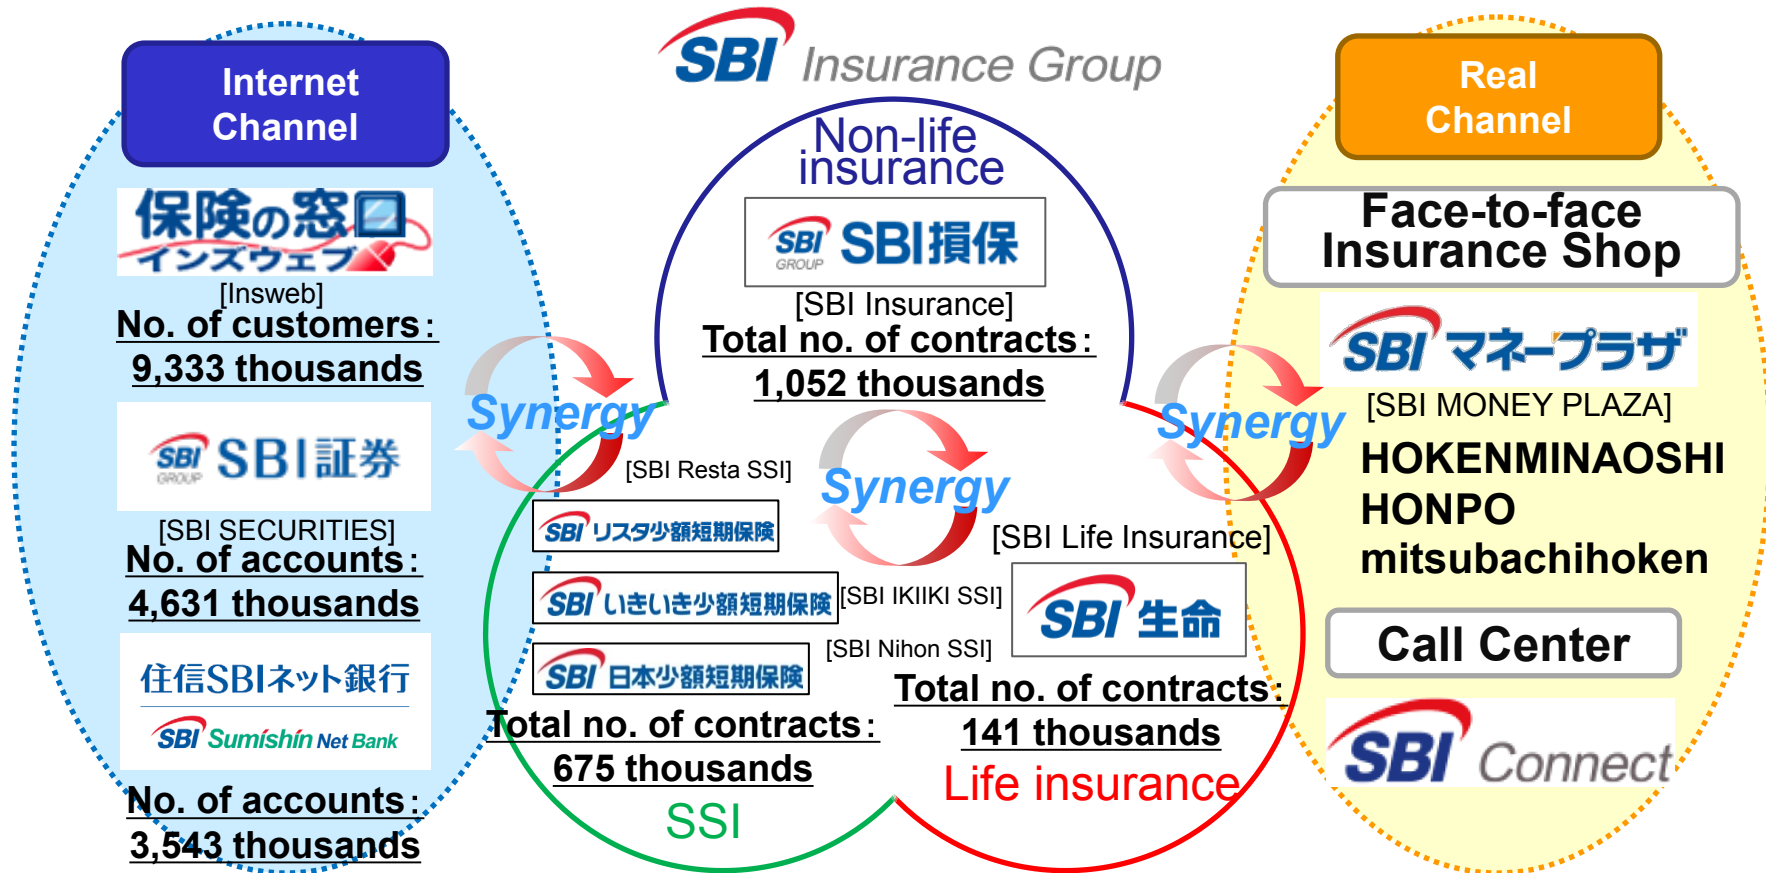 SBI Insurance Group
Internet
Channel
保険の窓口
インズウェブ
[Insweb]
No. of customers:
9,333 thousands
SBI GROUP SBI証券
[SBI SECURITIES]
No. of accounts:
4,631 thousands
住信SBIネット銀行
SBI Sumishin Net Bank
No. of accounts:
3,543 thousands
Synergy
Non-life
insurance
SBI GROUP SBI損保
[SBI Insurance]
Total no. of contracts:
1,052 thousands
Synergy
[SBI Resta SSI]
SBI リスタ少額短期保険
SBI いきいき少額短期保険
[SBI IKIIKI SSI]
SBI 日本少額短期保険
[SBI Nihon SSI]
Total no. of contracts:
675 thousands
SSI
[SBI Life Insurance]
SBI 生命
Total no. of contracts:
141 thousands
Life insurance
Synergy
Real
Channel
Face-to-face
Insurance Shop
SBI マネープラザ
[SBI MONEY PLAZA]
HOKENMINAOSHI
HONPO
mitsubachihoken
Call Center
SBI Connect